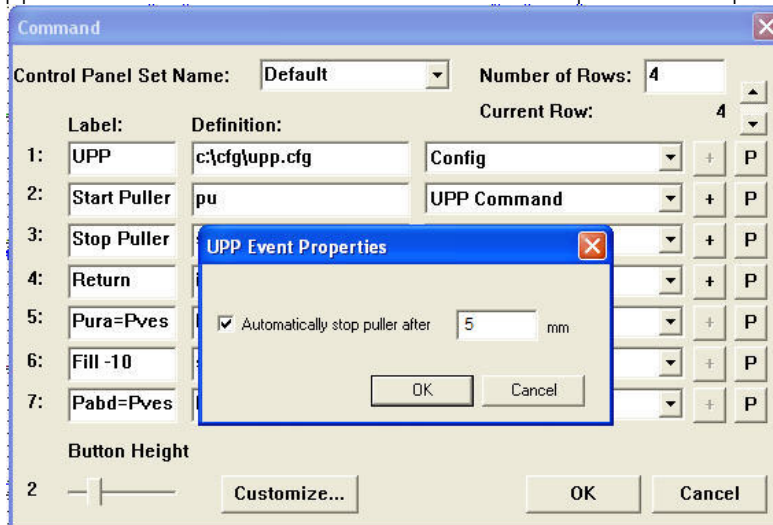 Command
Control Panel Set Name: Default Number of Rows: 4
Current Row: 4
Label: Definition:
1: UPP c:\cfg\upp.cfg Config + P
2: Start Puller pu UPP Command + P
3: Stop Puller + P
UPP Event Properties
4: Return + P
5: Pura=Pves + P
Automatically stop puller after 5 mm
6: Fill -10 + P
OK Cancel
7: Pabd=Pves + P
Button Height
2 Customize... OK Cancel